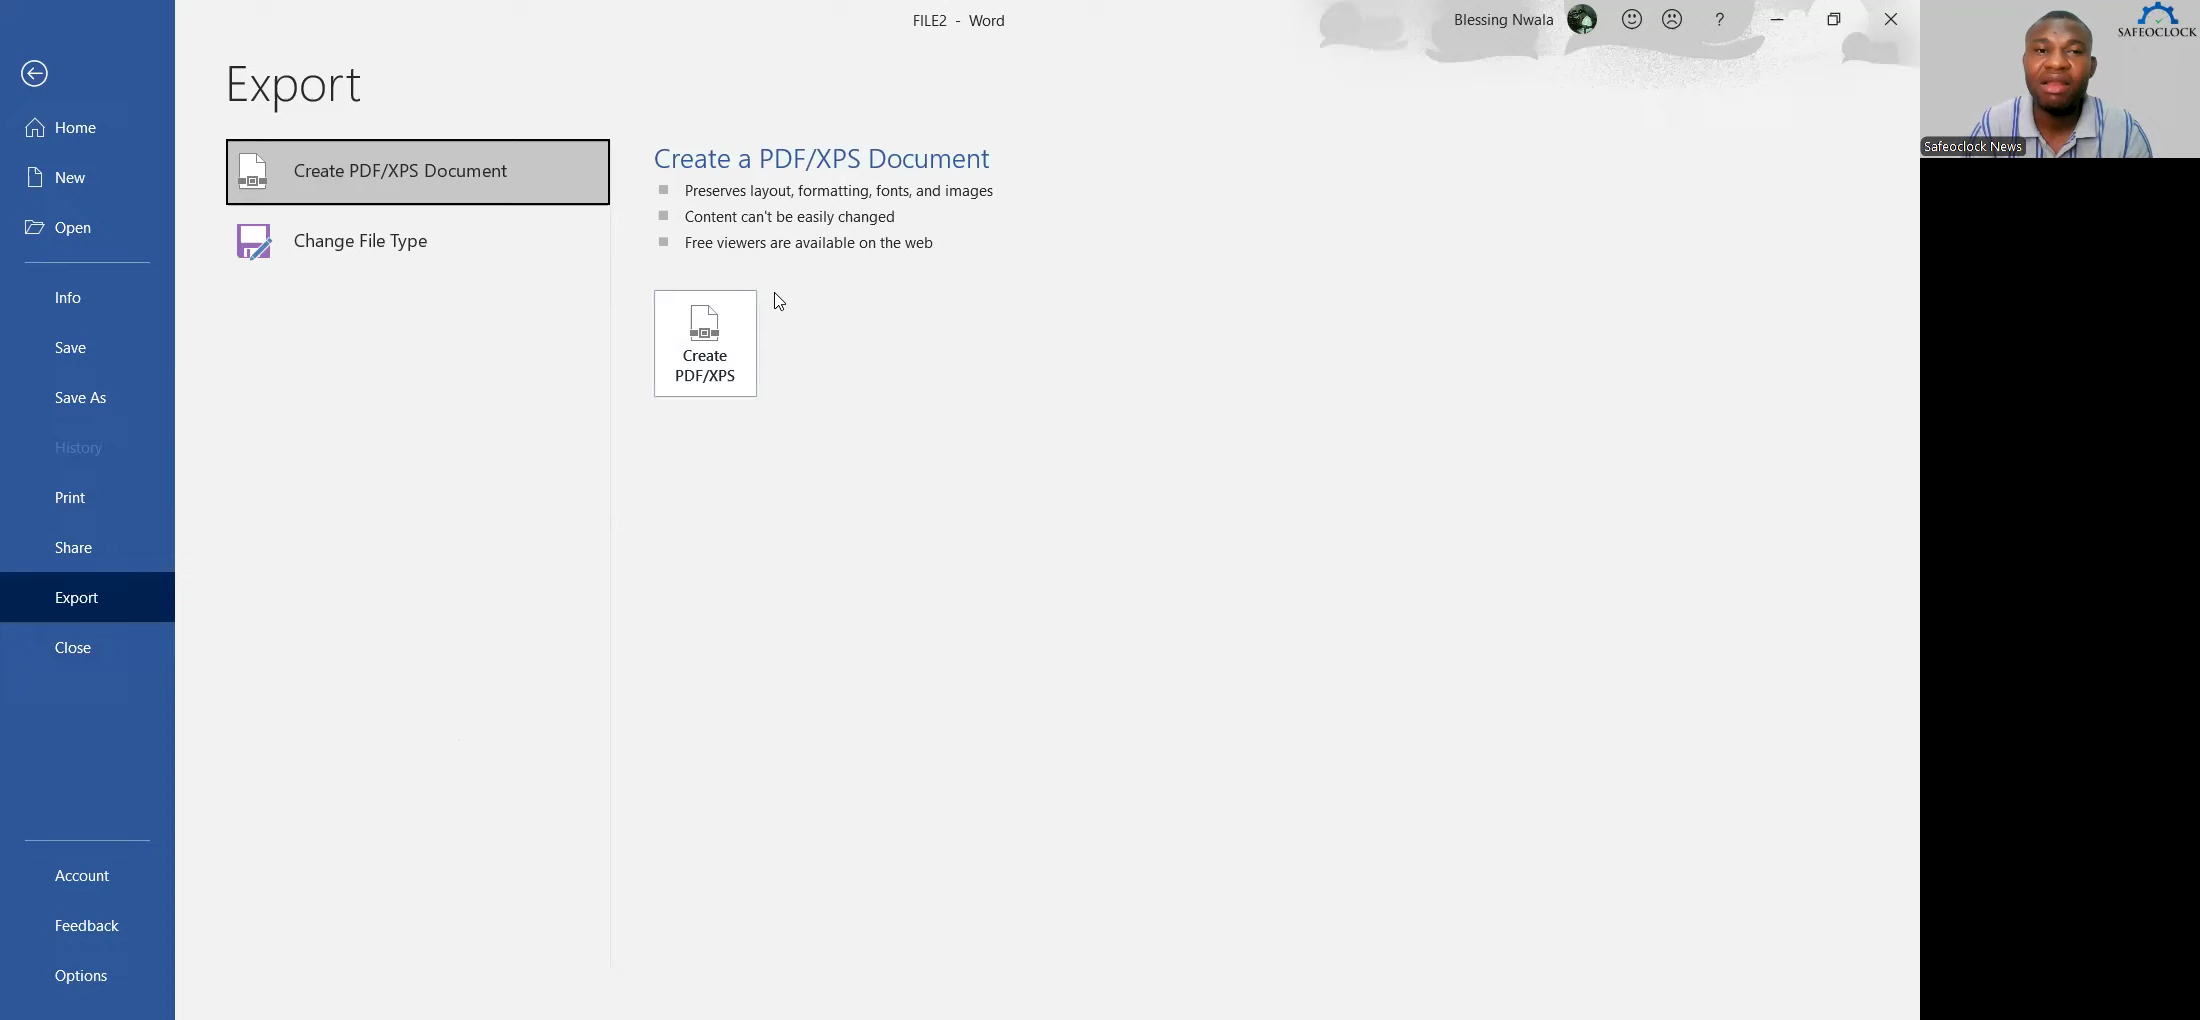 FILE2 - Word
Blessing Nwala
?
SAFEOCLOCK
Safeoclock News
Home
New
Open
Info
Save
Save As
History
Print
Share
Export
Close
Account
Feedback
Options
Export
Create PDF/XPS Document
Change File Type
Create a PDF/XPS Document
Preserves layout, formatting, fonts, and images
Content can't be easily changed
Free viewers are available on the web
Create
PDF/XPS